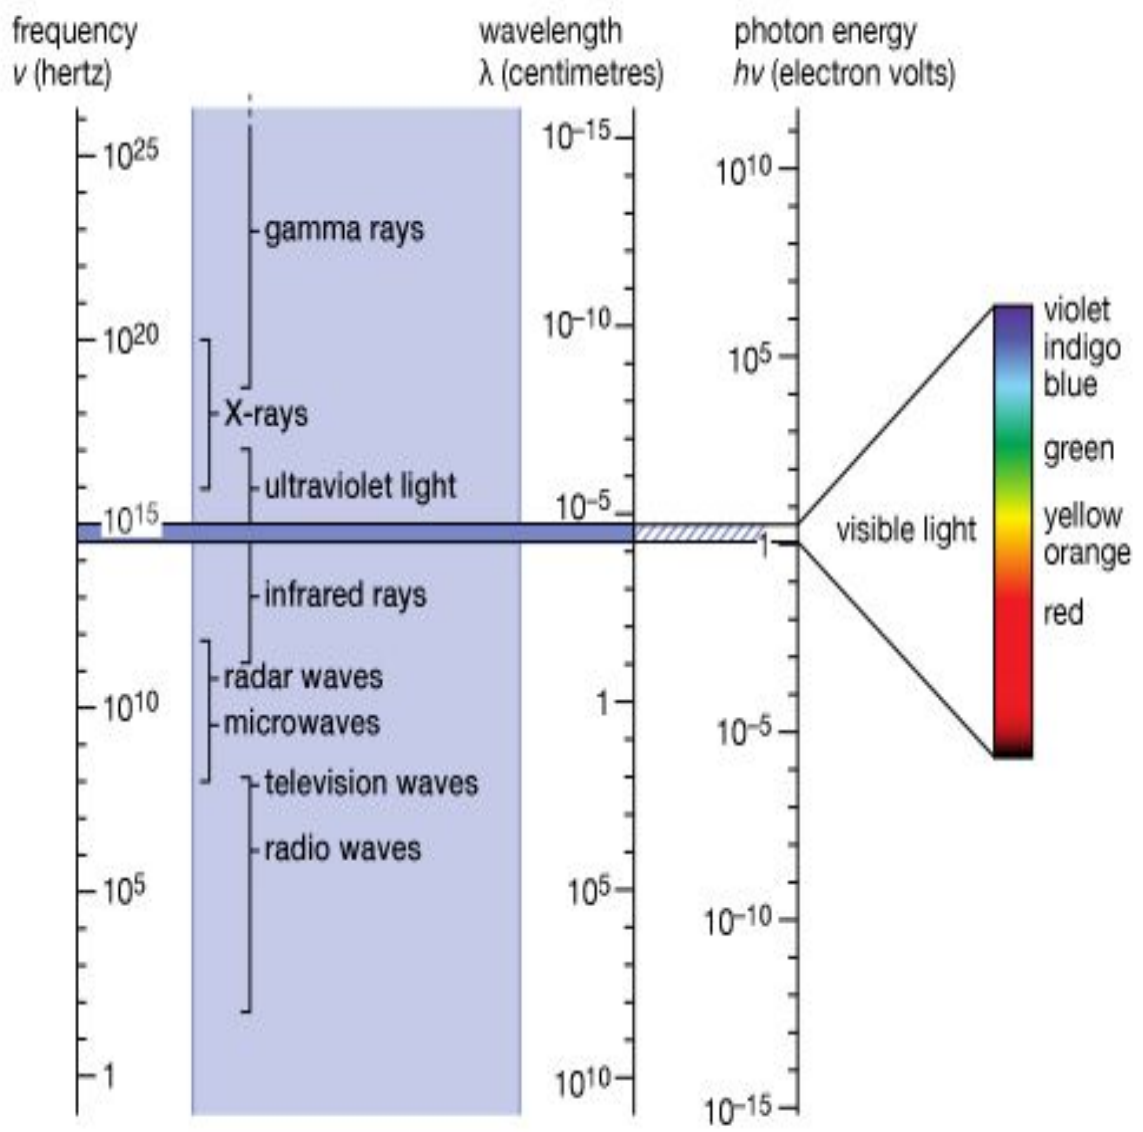 frequency
ν (hertz)
wavelength
λ (centimetres)
photon energy
hν (electron volts)
10²⁵
10²⁰
10¹⁵
10¹⁰
10⁵
1
gamma rays
X-rays
ultraviolet light
infrared rays
radar waves
microwaves
television waves
radio waves
10⁻¹⁵
10⁻¹⁰
10⁻⁵
1
10⁵
10¹⁰
10¹⁰
10⁵
1
10⁻⁵
10⁻¹⁰
10⁻¹⁵
visible light
violet
indigo
blue
green
yellow
orange
red